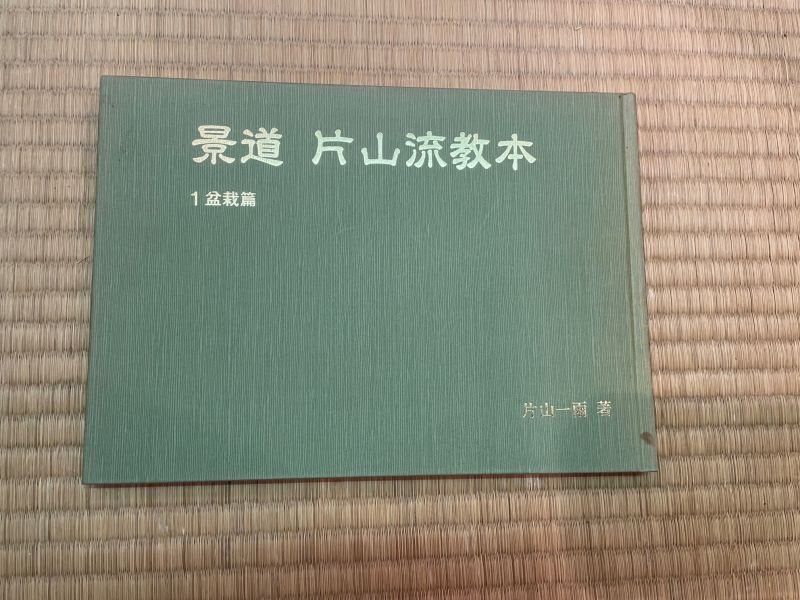 景道 片山流教本
1 盆栽篇
片山一雨 著